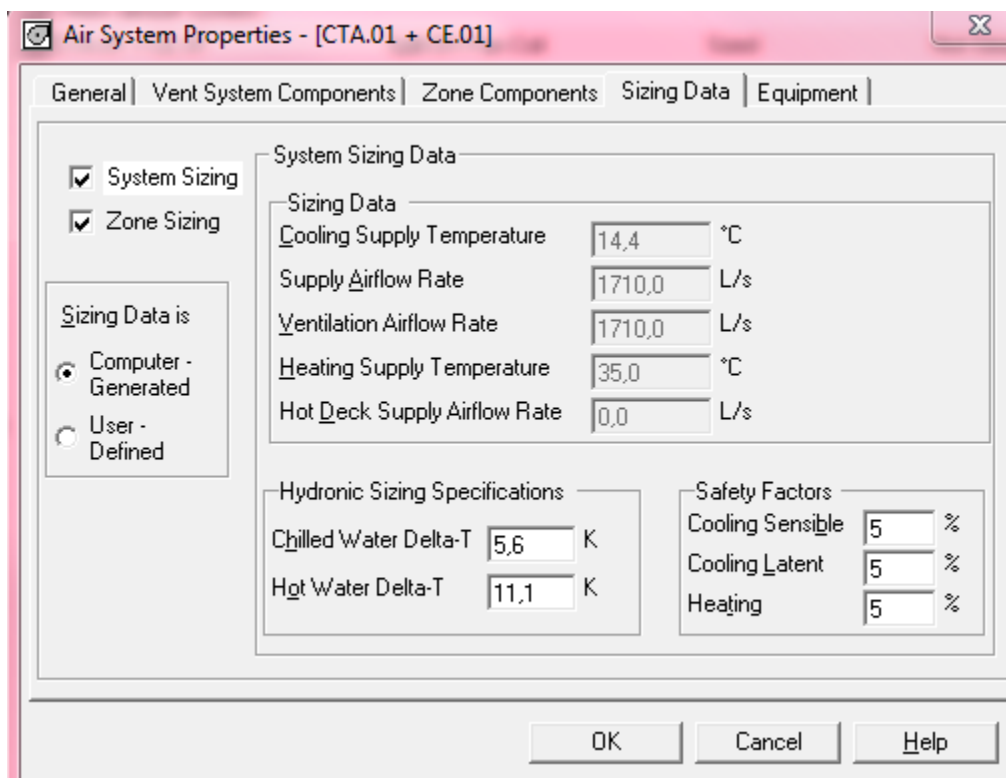 Air System Properties - [CTA.01 + CE.01]
General Vent System Components Zone Components Sizing Data Equipment
System Sizing
Zone Sizing
Sizing Data is
Computer -
Generated
User -
Defined
System Sizing Data
Sizing Data
Cooling Supply Temperature 14,4 °C
Supply Airflow Rate 1710,0 L/s
Ventilation Airflow Rate 1710,0 L/s
Heating Supply Temperature 35,0 °C
Hot Deck Supply Airflow Rate 0,0 L/s
Hydronic Sizing Specifications
Chilled Water Delta-T 5,6 K
Hot Water Delta-T 11,1 K
Safety Factors
Cooling Sensible 5 %
Cooling Latent 5 %
Heating 5 %
OK Cancel Help